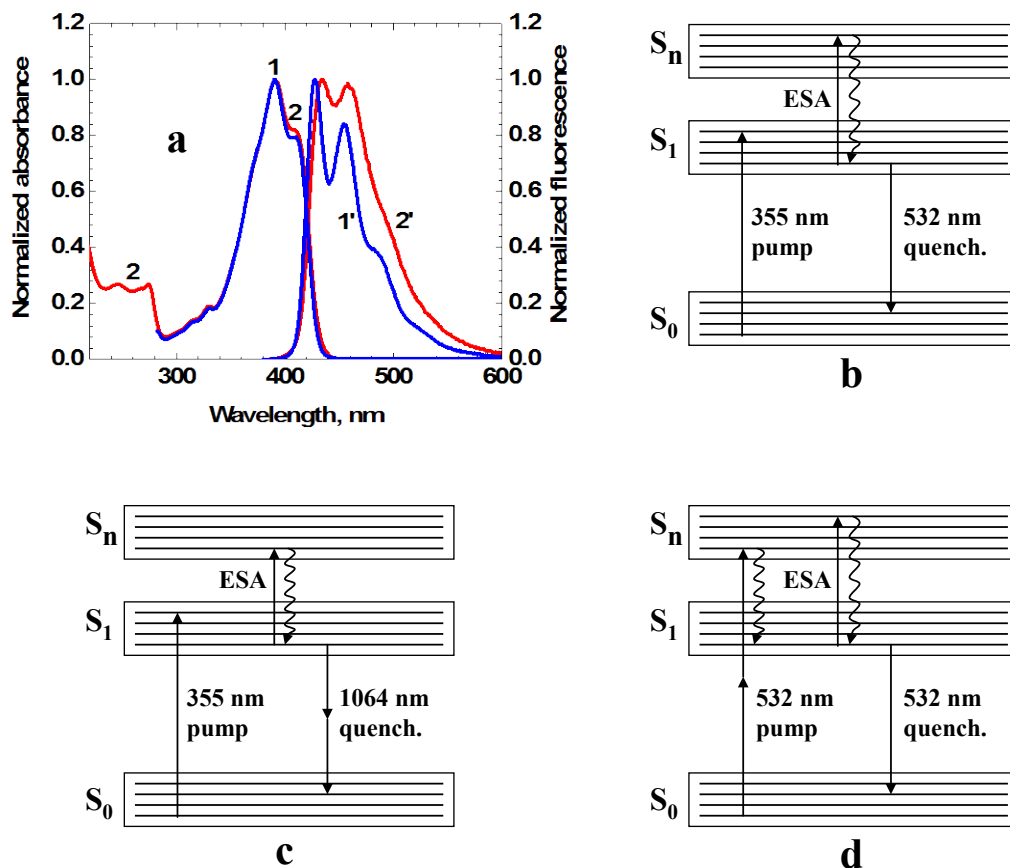 a
Normalized absorbance
Normalized fluorescence
1.2
1.0
0.8
0.6
0.4
0.2
0.0
1.2
1.0
0.8
0.6
0.4
0.2
0.0
1
2
2
1'
2'
300 400 500 600
Wavelength, nm
Sn
ESA
S1
355 nm
pump
532 nm
quench.
S0
b
Sn
ESA
S1
355 nm
pump
1064 nm
quench.
S0
c
Sn
ESA
S1
532 nm
pump
532 nm
quench.
S0
d